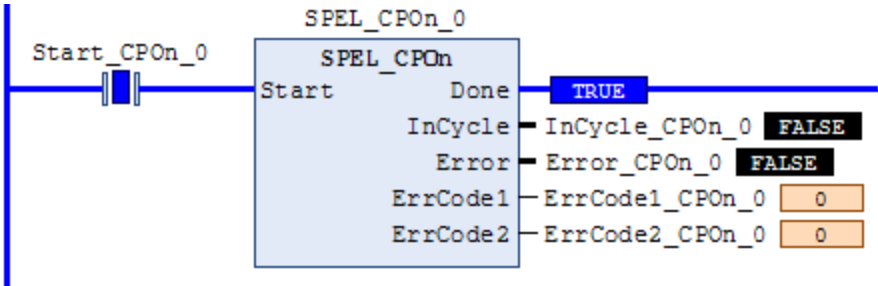 SPEL_CPOn_0
Start_CPOn_0
SPEL_CPOn
Start Done TRUE
InCycle InCycle_CPOn_0 FALSE
Error Error_CPOn_0 FALSE
ErrCode1 ErrCode1_CPOn_0 0
ErrCode2 ErrCode2_CPOn_0 0